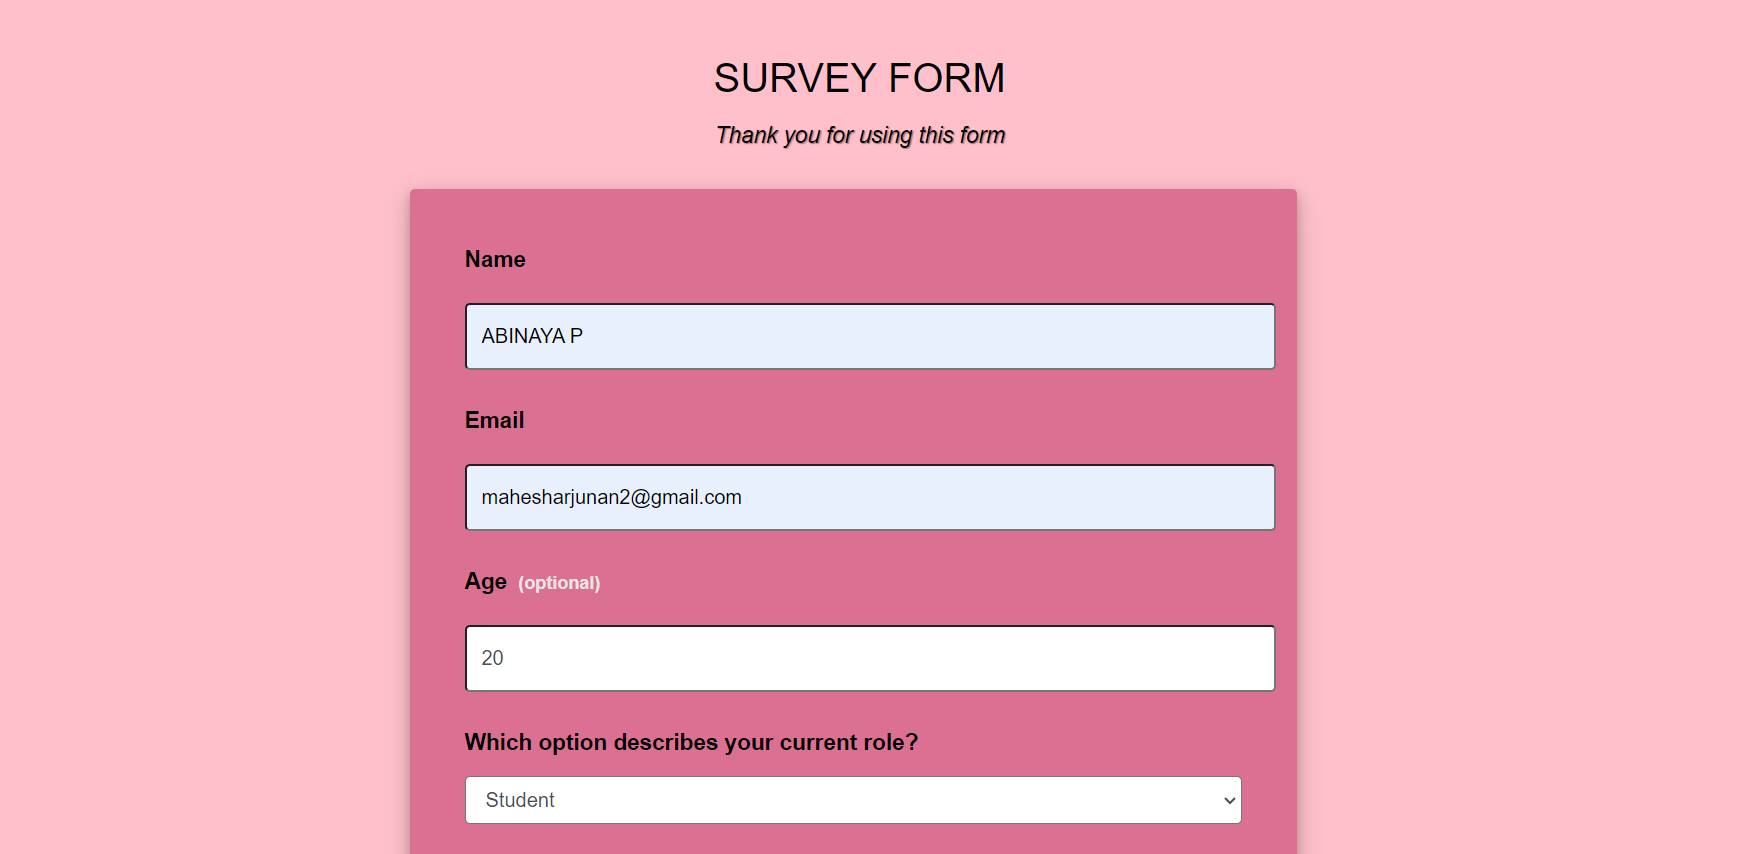 SURVEY FORM
Thank you for using this form
Name
ABINAYA P
Email
mahesharjunan2@gmail.com
Age (optional)
20
Which option describes your current role?
Student